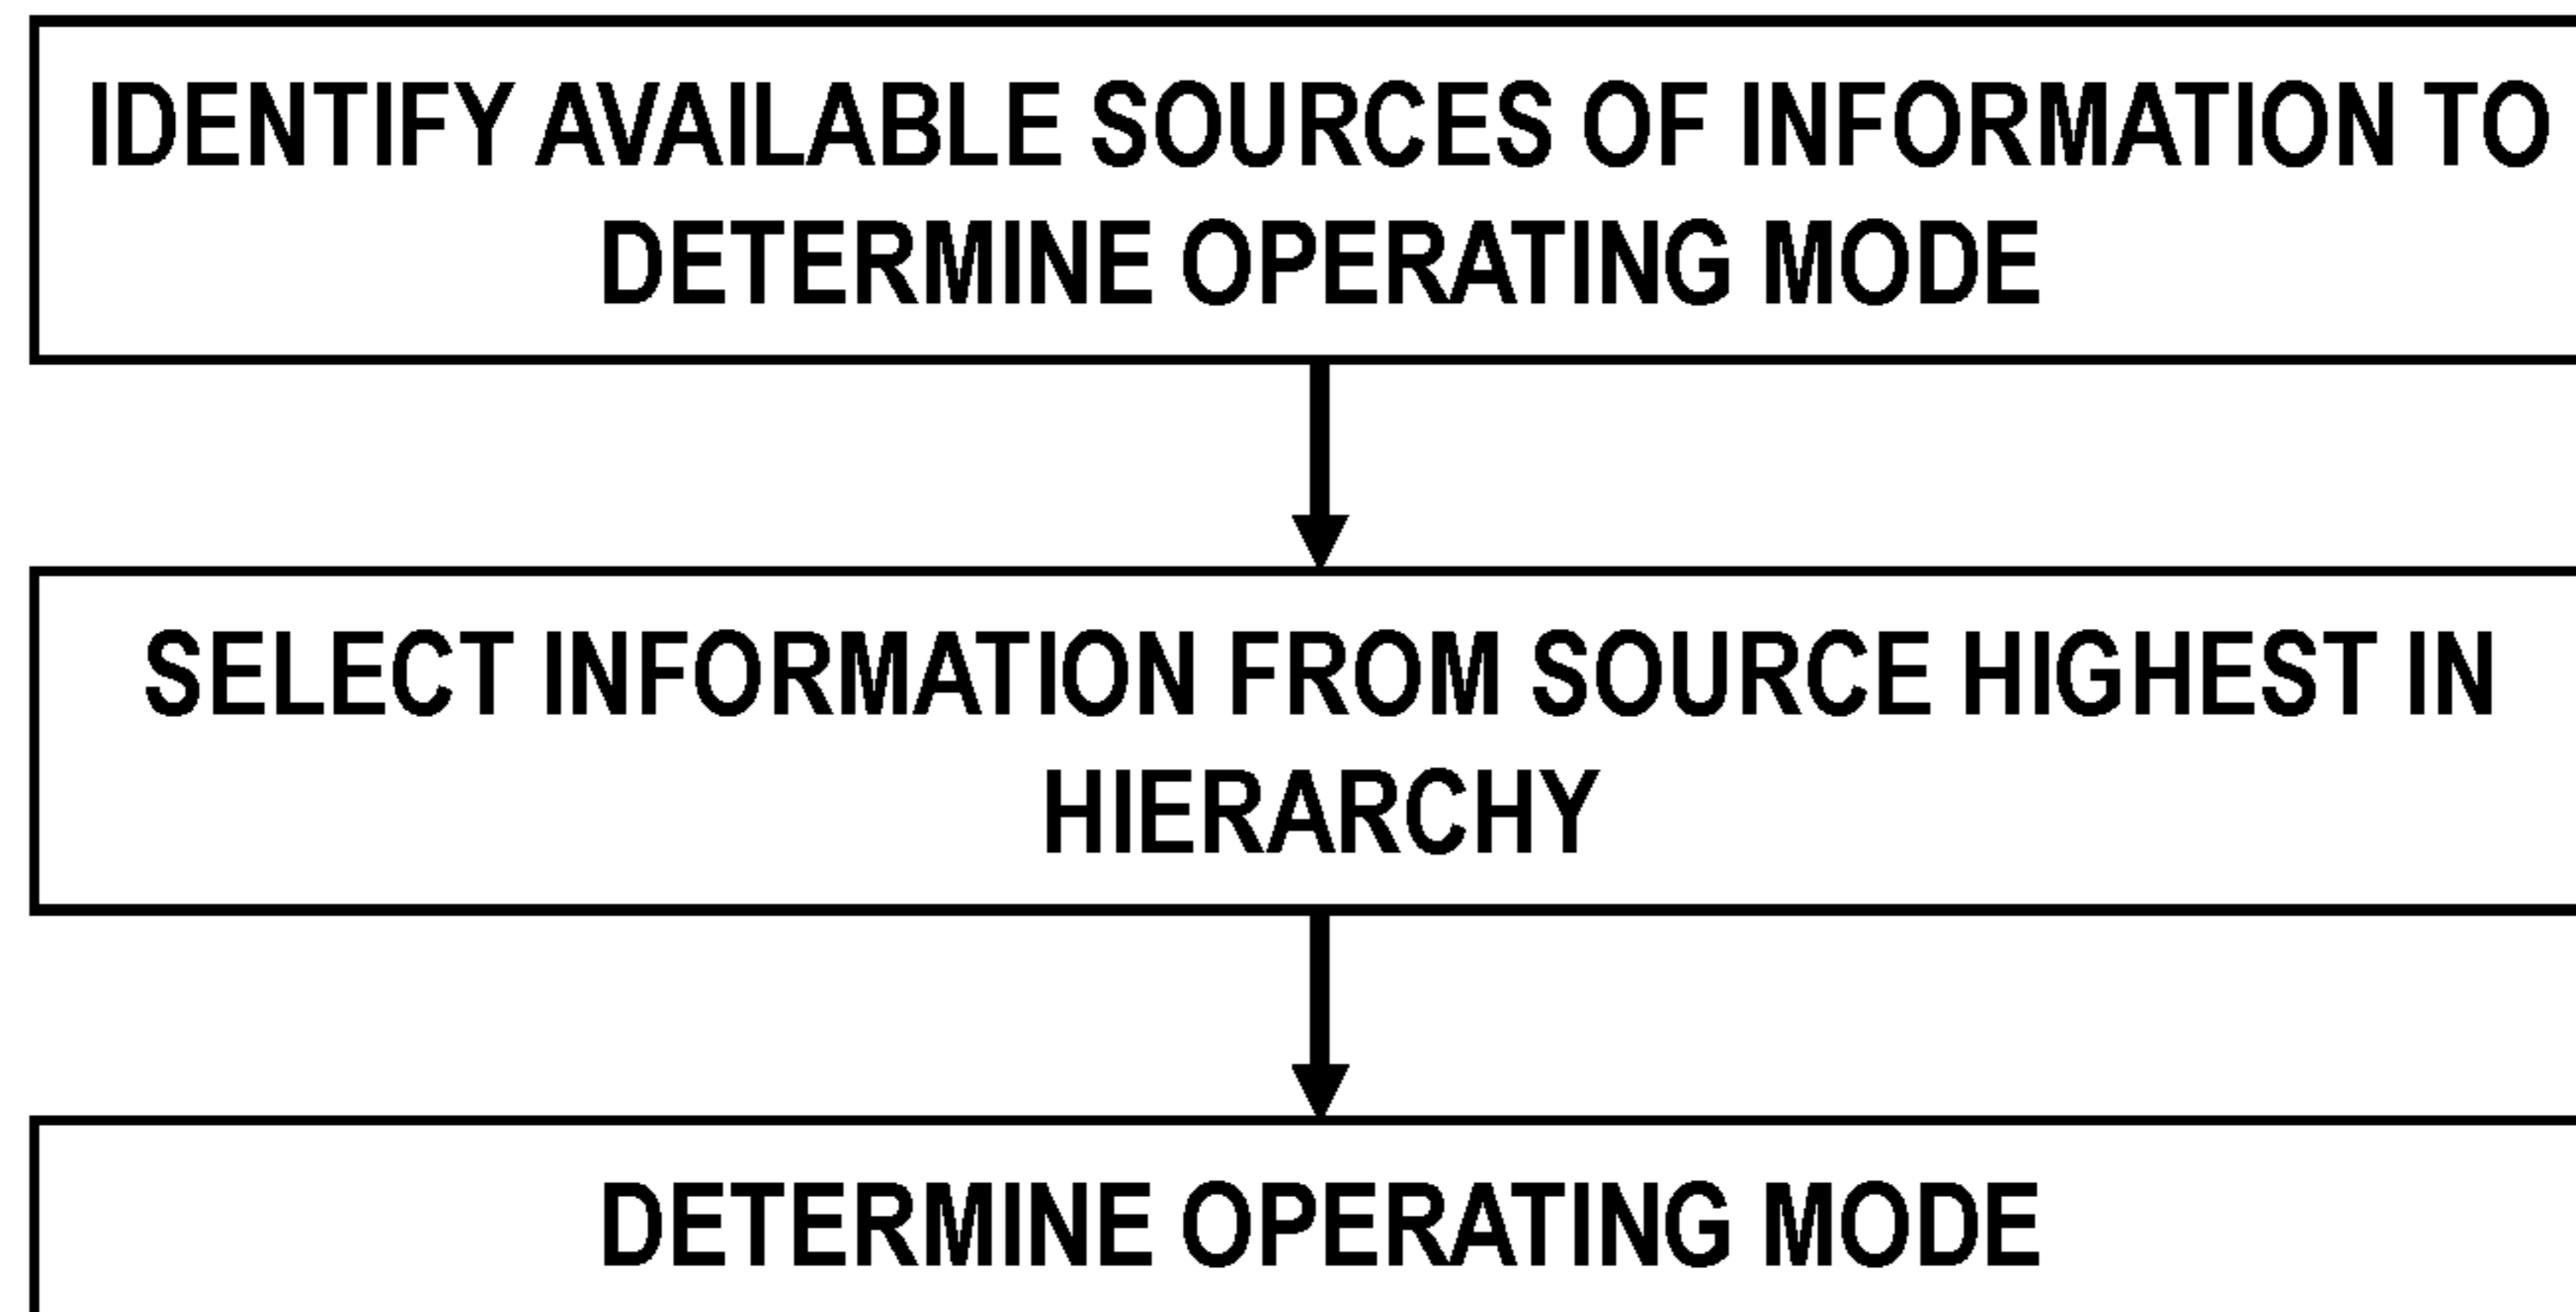 IDENTIFY AVAILABLE SOURCES OF INFORMATION TO
DETERMINE OPERATING MODE
SELECT INFORMATION FROM SOURCE HIGHEST IN
HIERARCHY
DETERMINE OPERATING MODE